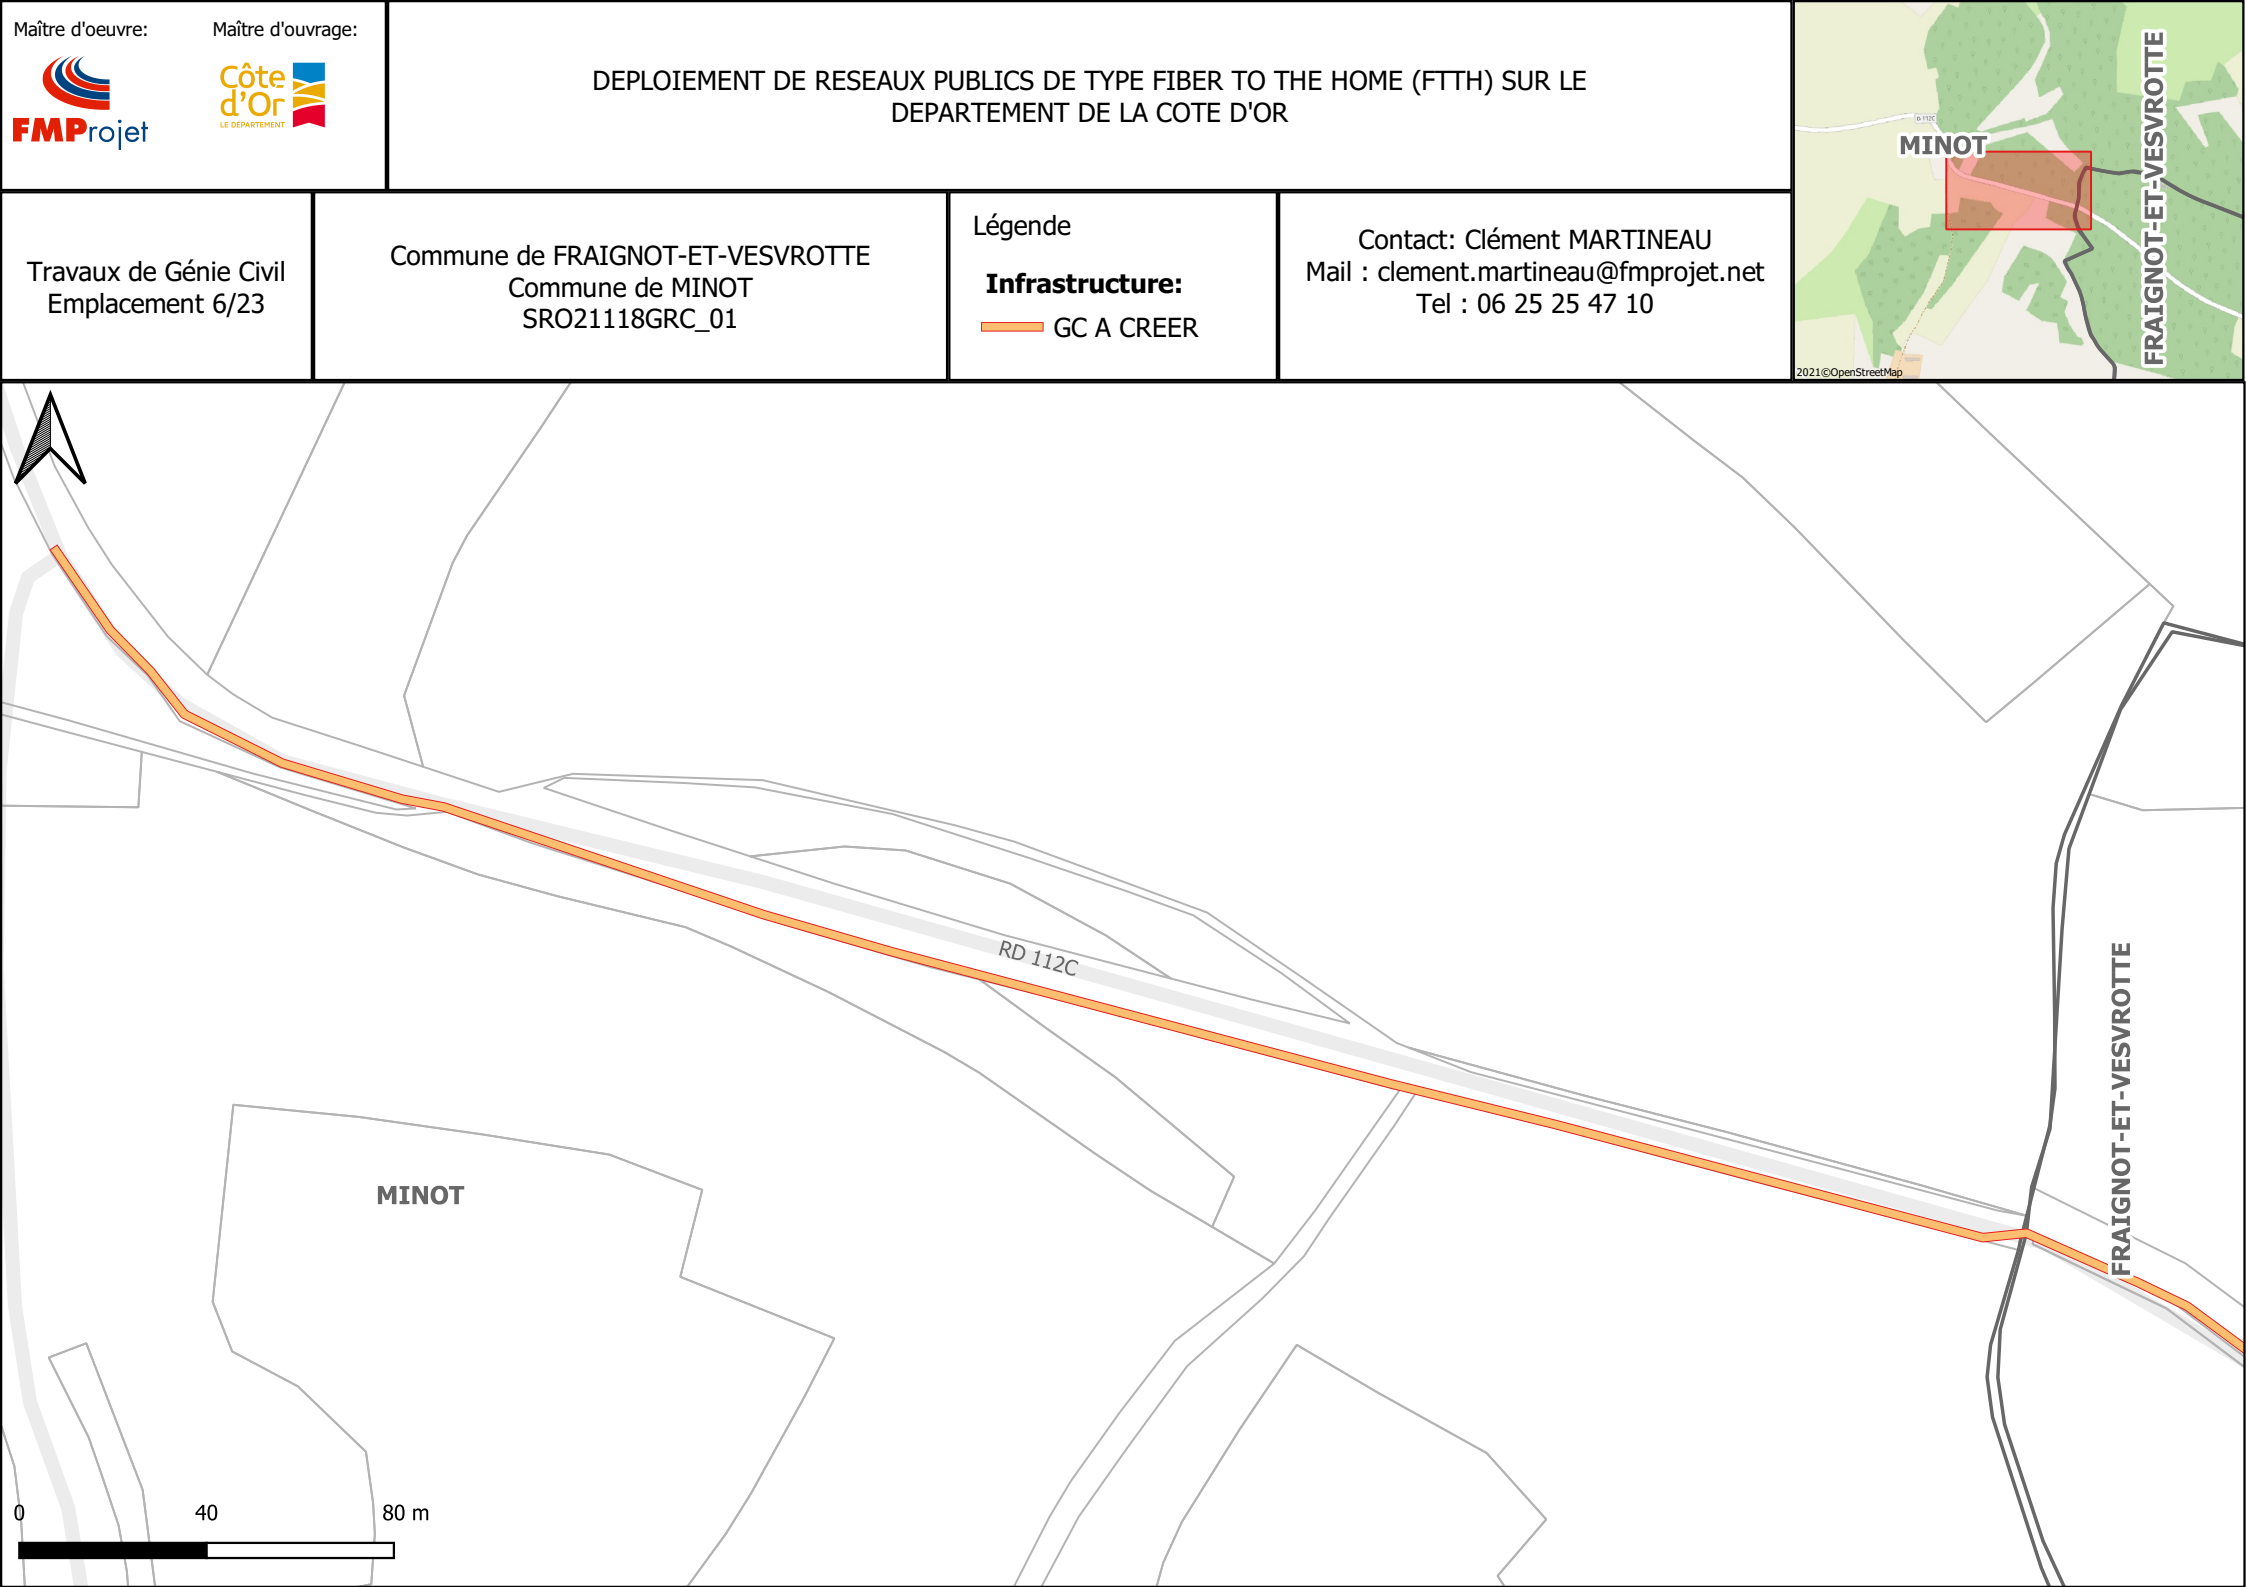 Maître d'oeuvre:
Maître d'ouvrage:
FMProjet
Côte
d'Or
LE DÉPARTEMENT
DEPLOIEMENT DE RESEAUX PUBLICS DE TYPE FIBER TO THE HOME (FTTH) SUR LE
DEPARTEMENT DE LA COTE D'OR
Travaux de Génie Civil
Emplacement 6/23
Commune de FRAIGNOT-ET-VESVROTTE
Commune de MINOT
SRO21118GRC_01
Légende
Infrastructure:
GC A CREER
Contact: Clément MARTINEAU
Mail : clement.martineau@fmprojet.net
Tel : 06 25 25 47 10
D 112C
MINOT
FRAIGNOT-ET-VESVROTTE
2021©OpenStreetMap
RD 112C
MINOT
FRAIGNOT-ET-VESVROTTE
0 40 80 m